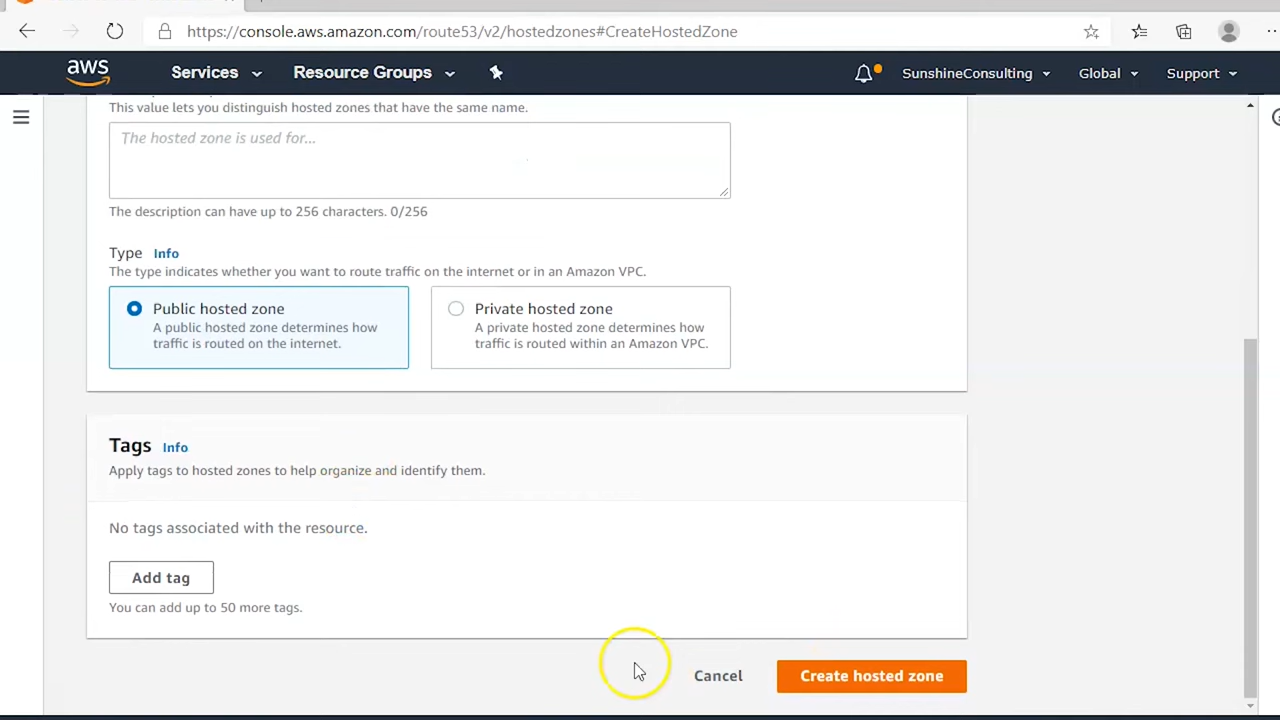 https://console.aws.amazon.com/route53/v2/hostedzones#CreateHostedZone
aws Services Resource Groups SunshineConsulting Global Support
This value lets you distinguish hosted zones that have the same name.
The hosted zone is used for...
The description can have up to 256 characters. 0/256
Type Info
The type indicates whether you want to route traffic on the internet or in an Amazon VPC.
Public hosted zone
A public hosted zone determines how
traffic is routed on the internet.
Private hosted zone
A private hosted zone determines how
traffic is routed within an Amazon VPC.
Tags Info
Apply tags to hosted zones to help organize and identify them.
No tags associated with the resource.
Add tag
You can add up to 50 more tags.
Cancel Create hosted zone